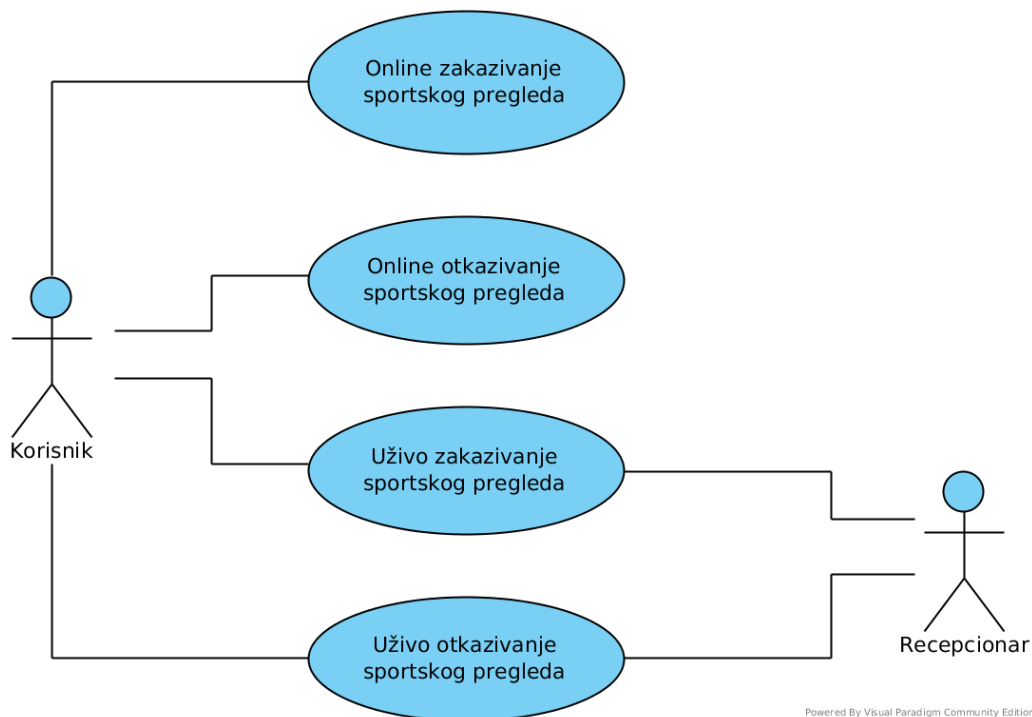 Online zakazivanje
sportskog pregleda
Online otkazivanje
sportskog pregleda
Korisnik
Uživo zakazivanje
sportskog pregleda
Recepcionar
Uživo otkazivanje
sportskog pregleda
Powered By Visual Paradigm Community Edition